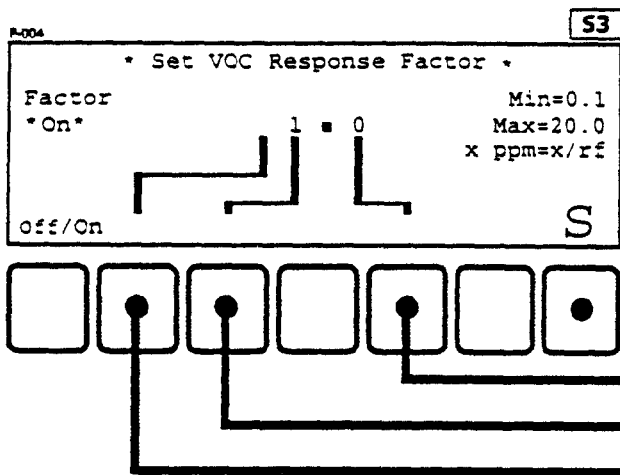 P-004
S3
* Set VOC Response Factor *
Factor
Min=0.1
*On*
1 ▪ 0
Max=20.0
x ppm=x/rf
off/On
S